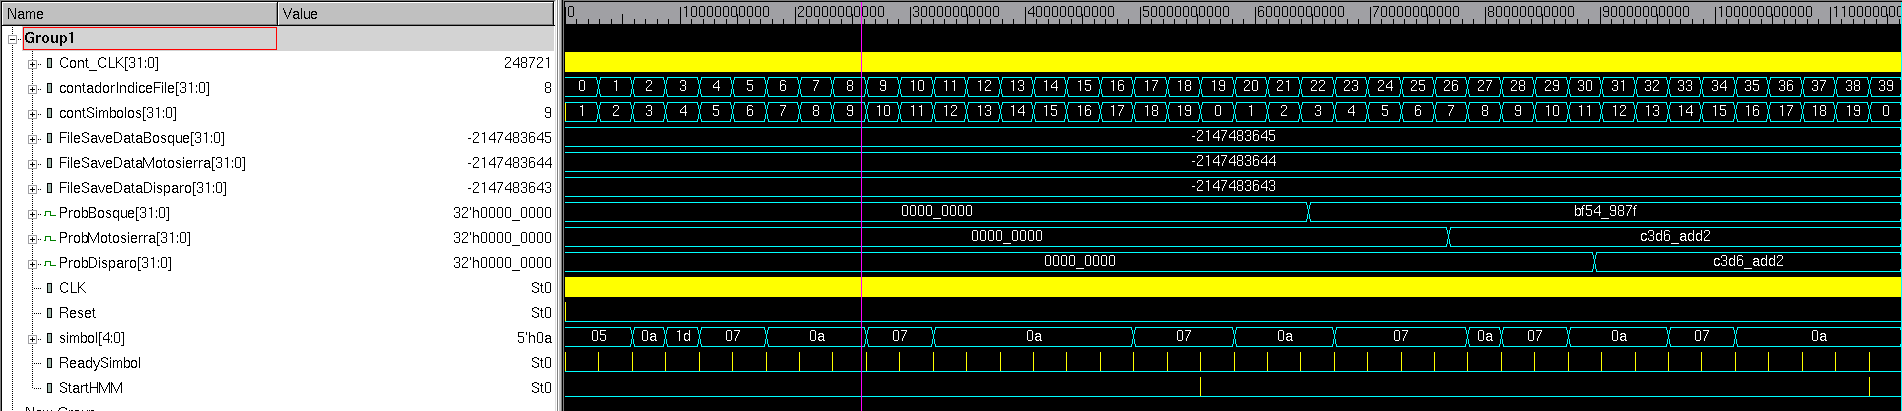 Name Value 0 10000000000 20000000000 30000000000 40000000000 50000000000 60000000000 70000000000 80000000000 90000000000 100000000000 1100000000
Group1
Cont_CLK[31:0] 248721
contadorIndiceFile[31:0] 8 0 1 2 3 4 5 6 7 8 9 10 11 12 13 14 15 16 17 18 19 20 21 22 23 24 25 26 27 28 29 30 31 32 33 34 35 36 37 38 39
contSimbolos[31:0] 9 1 2 3 4 5 6 7 8 9 10 11 12 13 14 15 16 17 18 19 0 1 2 3 4 5 6 7 8 9 10 11 12 13 14 15 16 17 18 19 0
FileSaveDataBosque[31:0] -2147483645 -2147483645
FileSaveDataMotosierra[31:0] -2147483644 -2147483644
FileSaveDataDisparo[31:0] -2147483643 -2147483643
ProbBosque[31:0] 32'h0000_0000 0000_0000 bf54_987f
ProbMotosierra[31:0] 32'h0000_0000 0000_0000 c3d6_add2
ProbDisparo[31:0] 32'h0000_0000 0000_0000 c3d6_add2
CLK St0
Reset St0
simbol[4:0] 5'h0a 05 0a 1d 07 0a 07 0a 07 0a 07 0a 07 0a 07 0a
ReadySimbol St0
StartHMM St0